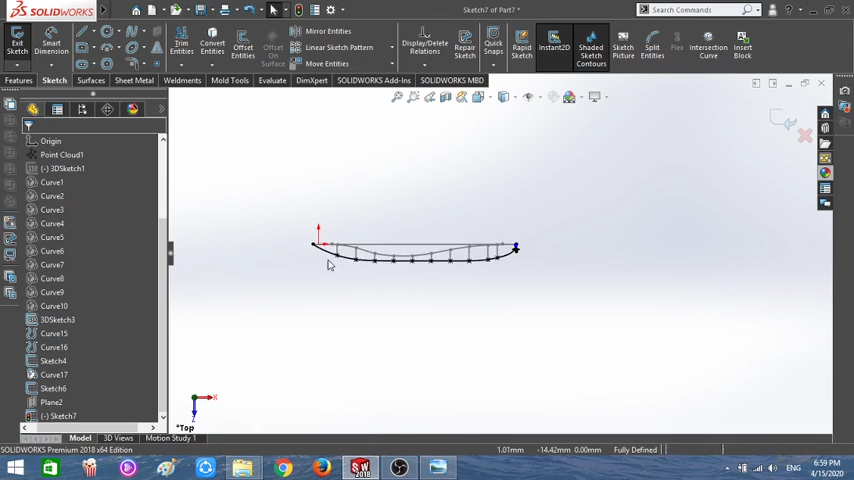 SOLIDWORKS
Sketch7 of Part7 *
Search Commands
Exit Sketch
Smart Dimension
Trim Entities
Convert Entities
Offset Entities
Offset On Surface
Mirror Entities
Linear Sketch Pattern
Move Entities
Display/Delete Relations
Repair Sketch
Quick Snaps
Rapid Sketch
Instant2D
Shaded Sketch Contours
Sketch Picture
Split Entities
Flex
Intersection Curve
Insert Block
Features
Sketch
Surfaces
Sheet Metal
Weldments
Mold Tools
Evaluate
DimXpert
SOLIDWORKS Add-Ins
SOLIDWORKS MBD
Origin
Point Cloud1
(-) 3DSketch1
Curve1
Curve2
Curve3
Curve4
Curve5
Curve6
Curve7
Curve8
Curve9
Curve10
3DSketch3
Curve15
Curve16
Sketch4
Curve17
Sketch6
Plane2
(-) Sketch7
X
Z
*Top
Model
3D Views
Motion Study 1
SOLIDWORKS Premium 2018 x64 Edition
1.01mm
-14.42mm
0.00mm
Fully Defined
SW
2018
ENG
6:59 PM
4/15/2020